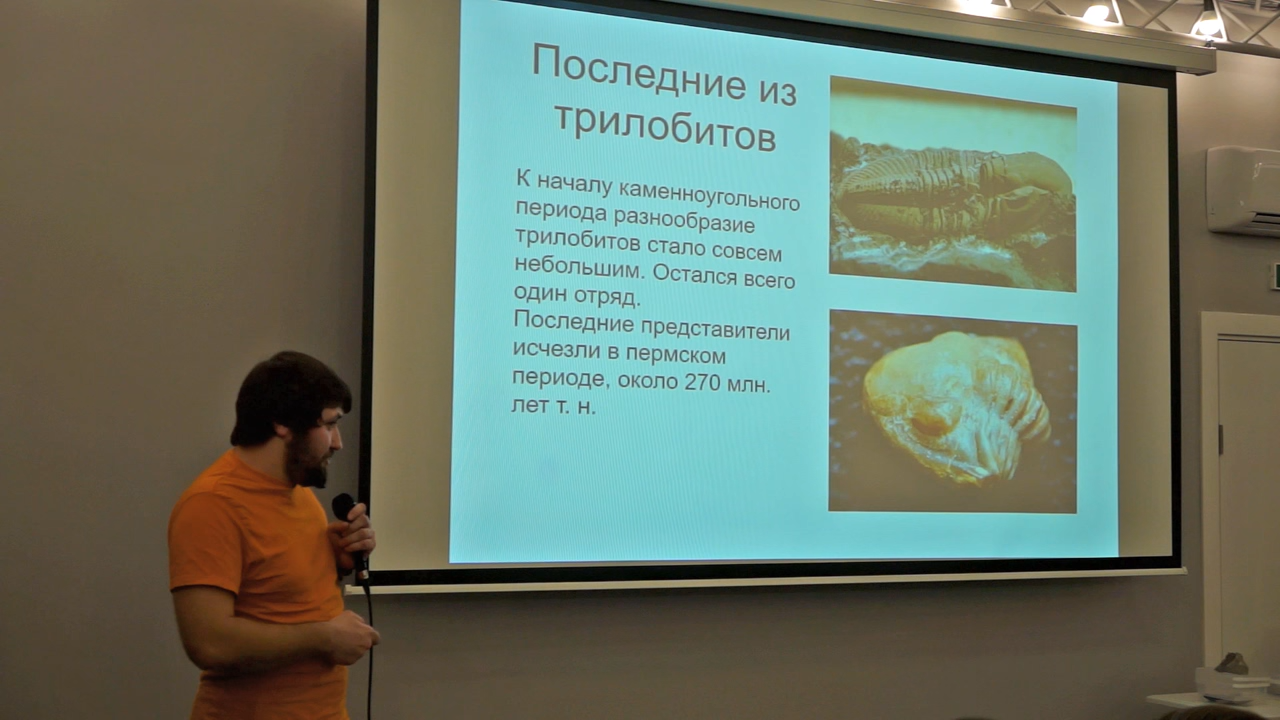 Последние из
трилобитов
К началу каменноугольного
периода разнообразие
трилобитов стало совсем
небольшим. Остался всего
один отряд.
Последние представители
исчезли в пермском
периоде, около 270 млн.
лет т. н.